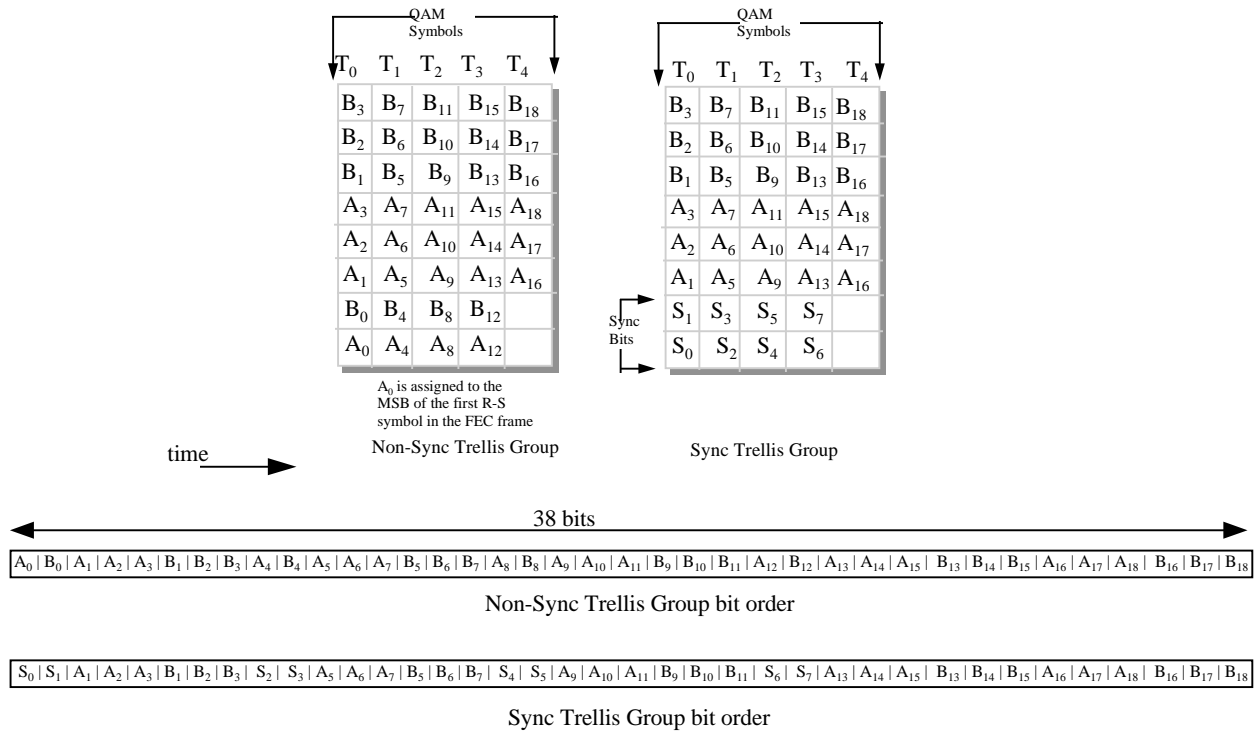 QAM
Symbols
T₀ T₁ T₂ T₃ T₄
B₃ B₇ B₁₁ B₁₅ B₁₈
B₂ B₆ B₁₀ B₁₄ B₁₇
B₁ B₅ B₉ B₁₃ B₁₆
A₃ A₇ A₁₁ A₁₅ A₁₈
A₂ A₆ A₁₀ A₁₄ A₁₇
A₁ A₅ A₉ A₁₃ A₁₆
B₀ B₄ B₈ B₁₂
A₀ A₄ A₈ A₁₂
A₀ is assigned to the
MSB of the first R-S
symbol in the FEC frame
Non-Sync Trellis Group
QAM
Symbols
T₀ T₁ T₂ T₃ T₄
B₃ B₇ B₁₁ B₁₅ B₁₈
B₂ B₆ B₁₀ B₁₄ B₁₇
B₁ B₅ B₉ B₁₃ B₁₆
A₃ A₇ A₁₁ A₁₅ A₁₈
A₂ A₆ A₁₀ A₁₄ A₁₇
A₁ A₅ A₉ A₁₃ A₁₆
S₁ S₃ S₅ S₇
S₀ S₂ S₄ S₆
Sync
Bits
Sync Trellis Group
time
38 bits
A₀ | B₀ | A₁ | A₂ | A₃ | B₁ | B₂ | B₃ | A₄ | B₄ | A₅ | A₆ | A₇ | B₅ | B₆ | B₇ | A₈ | B₈ | A₉ | A₁₀ | A₁₁ | B₉ | B₁₀ | B₁₁ | A₁₂ | B₁₂ | A₁₃ | A₁₄ | A₁₅ | B₁₃ | B₁₄ | B₁₅ | A₁₆ | A₁₇ | A₁₈ | B₁₆ | B₁₇ | B₁₈
Non-Sync Trellis Group bit order
S₀ | S₁ | A₁ | A₂ | A₃ | B₁ | B₂ | B₃ | S₂ | S₃ | A₅ | A₆ | A₇ | B₅ | B₆ | B₇ | S₄ | S₅ | A₉ | A₁₀ | A₁₁ | B₉ | B₁₀ | B₁₁ | S₆ | S₇ | A₁₃ | A₁₄ | A₁₅ | B₁₃ | B₁₄ | B₁₅ | A₁₆ | A₁₇ | A₁₈ | B₁₆ | B₁₇ | B₁₈
Sync Trellis Group bit order